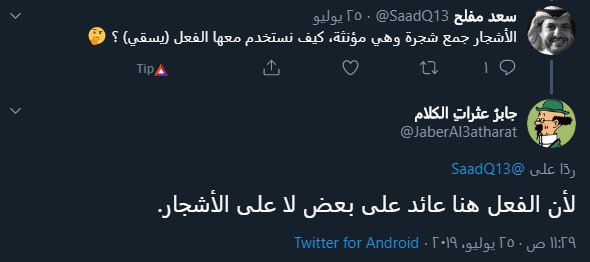 سعد مفلح @SaadQ13 · ٢٥ يوليو
الأشجار جمع شجرة وهي مؤنثة، كيف نستخدم معها الفعل (يسقي) ؟ 🤔
١ Tip
جابرُ عثراتِ الكلام
@JaberAl3atharat
ردًا على @SaadQ13
لأن الفعل هنا عائد على بعض لا على الأشجار.
١١:٢٩ ص · ٢٥ يوليو، ٢٠١٩ · Twitter for Android